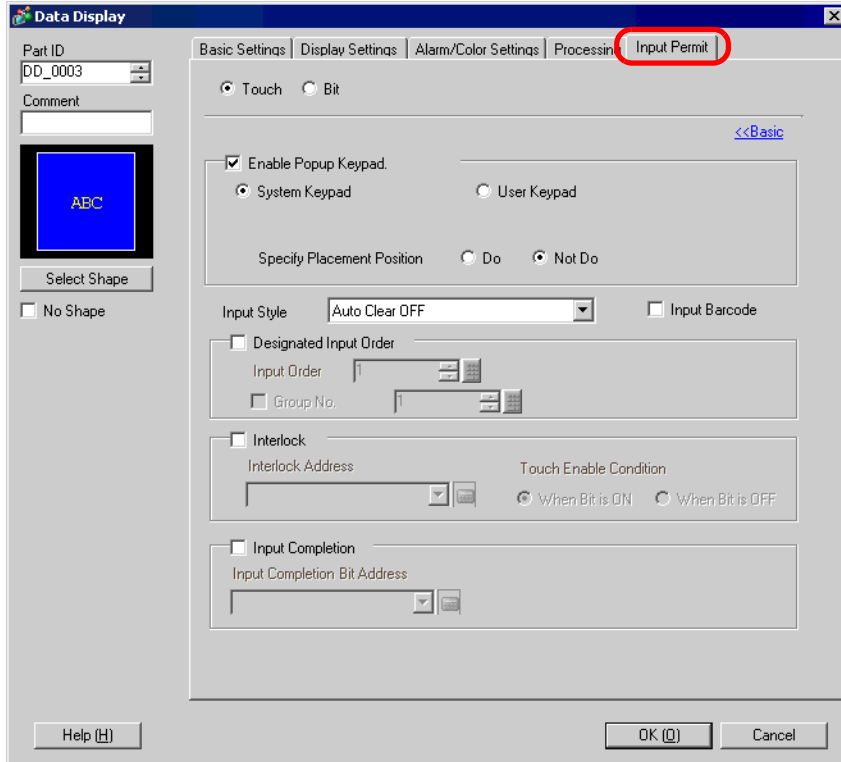 Data Display
Part ID
DD_0003
Comment
ABC
Select Shape
No Shape
Basic Settings
Display Settings
Alarm/Color Settings
Processing
Input Permit
Touch
Bit
<<Basic
Enable Popup Keypad.
System Keypad
User Keypad
Specify Placement Position
Do
Not Do
Input Style
Auto Clear OFF
Input Barcode
Designated Input Order
Input Order
1
Group No.
1
Interlock
Interlock Address
Touch Enable Condition
When Bit is ON
When Bit is OFF
Input Completion
Input Completion Bit Address
Help (H)
OK (O)
Cancel